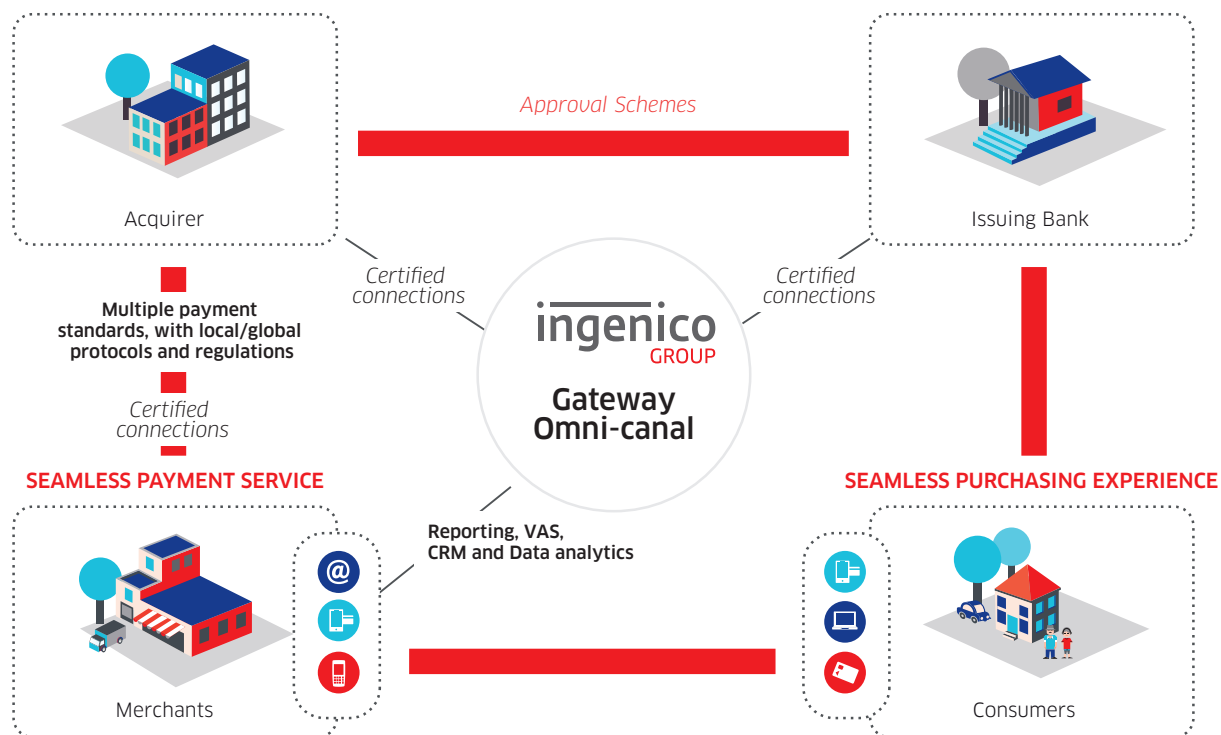 Approval Schemes
Acquirer
Issuing Bank
Certified
connections
Certified
connections
Multiple payment
standards, with local/global
protocols and regulations
ingenico
GROUP
Gateway
Omni-canal
Certified
connections
SEAMLESS PAYMENT SERVICE
SEAMLESS PURCHASING EXPERIENCE
Reporting, VAS,
CRM and Data analytics
@
Merchants
Consumers